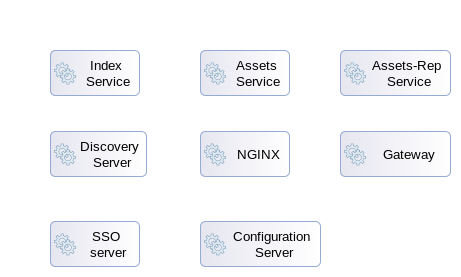 Index
Service
Assets
Service
Assets-Rep
Service
Discovery
Server
NGINX
Gateway
SSO
server
Configuration
Server